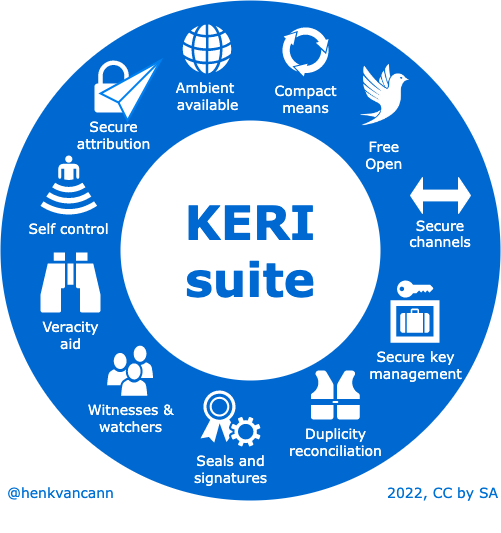 KERI
suite
Ambient
available
Compact
means
Free
Open
Secure
channels
Secure key
management
Duplicity
reconciliation
Seals and
signatures
Witnesses &
watchers
Veracity
aid
Self control
Secure
attribution
@henkvancann
2022, CC by SA